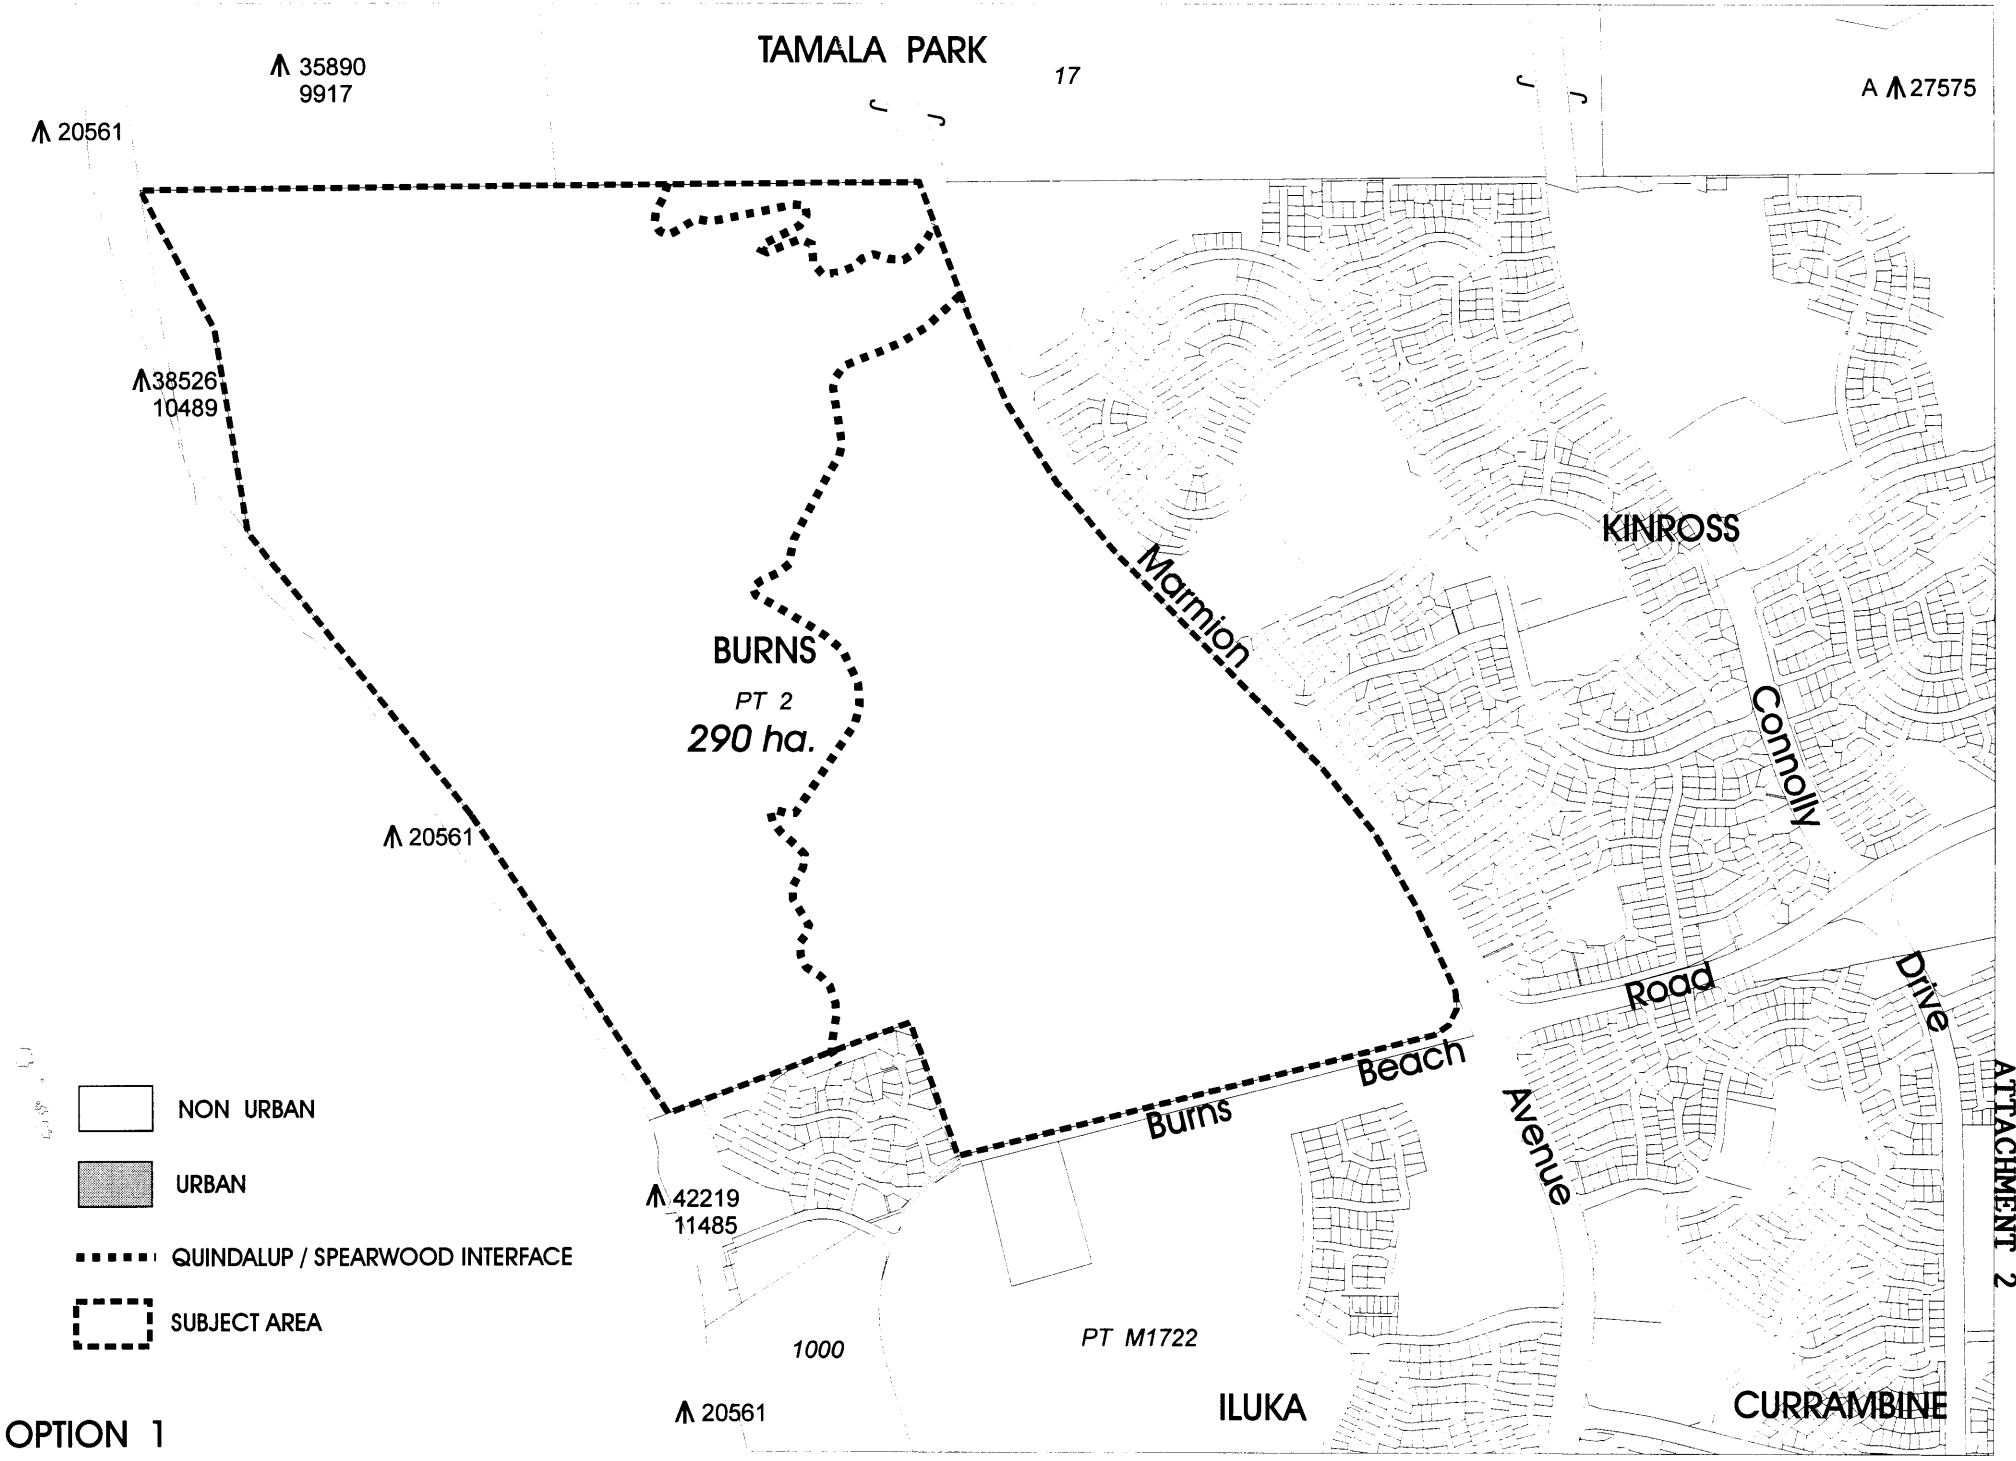 TAMALA PARK
17
35890
9917
20561
A 27575
38526
10489
KINROSS
Marmion
BURNS
PT 2
290 ha.
Connolly
20561
Road
Drive
Beach
Burns
Avenue
ATTACHMENT 2
NON URBAN
URBAN
QUINDALUP / SPEARWOOD INTERFACE
SUBJECT AREA
42219
11485
1000
PT M1722
20561
ILUKA
CURRAMBINE
OPTION 1